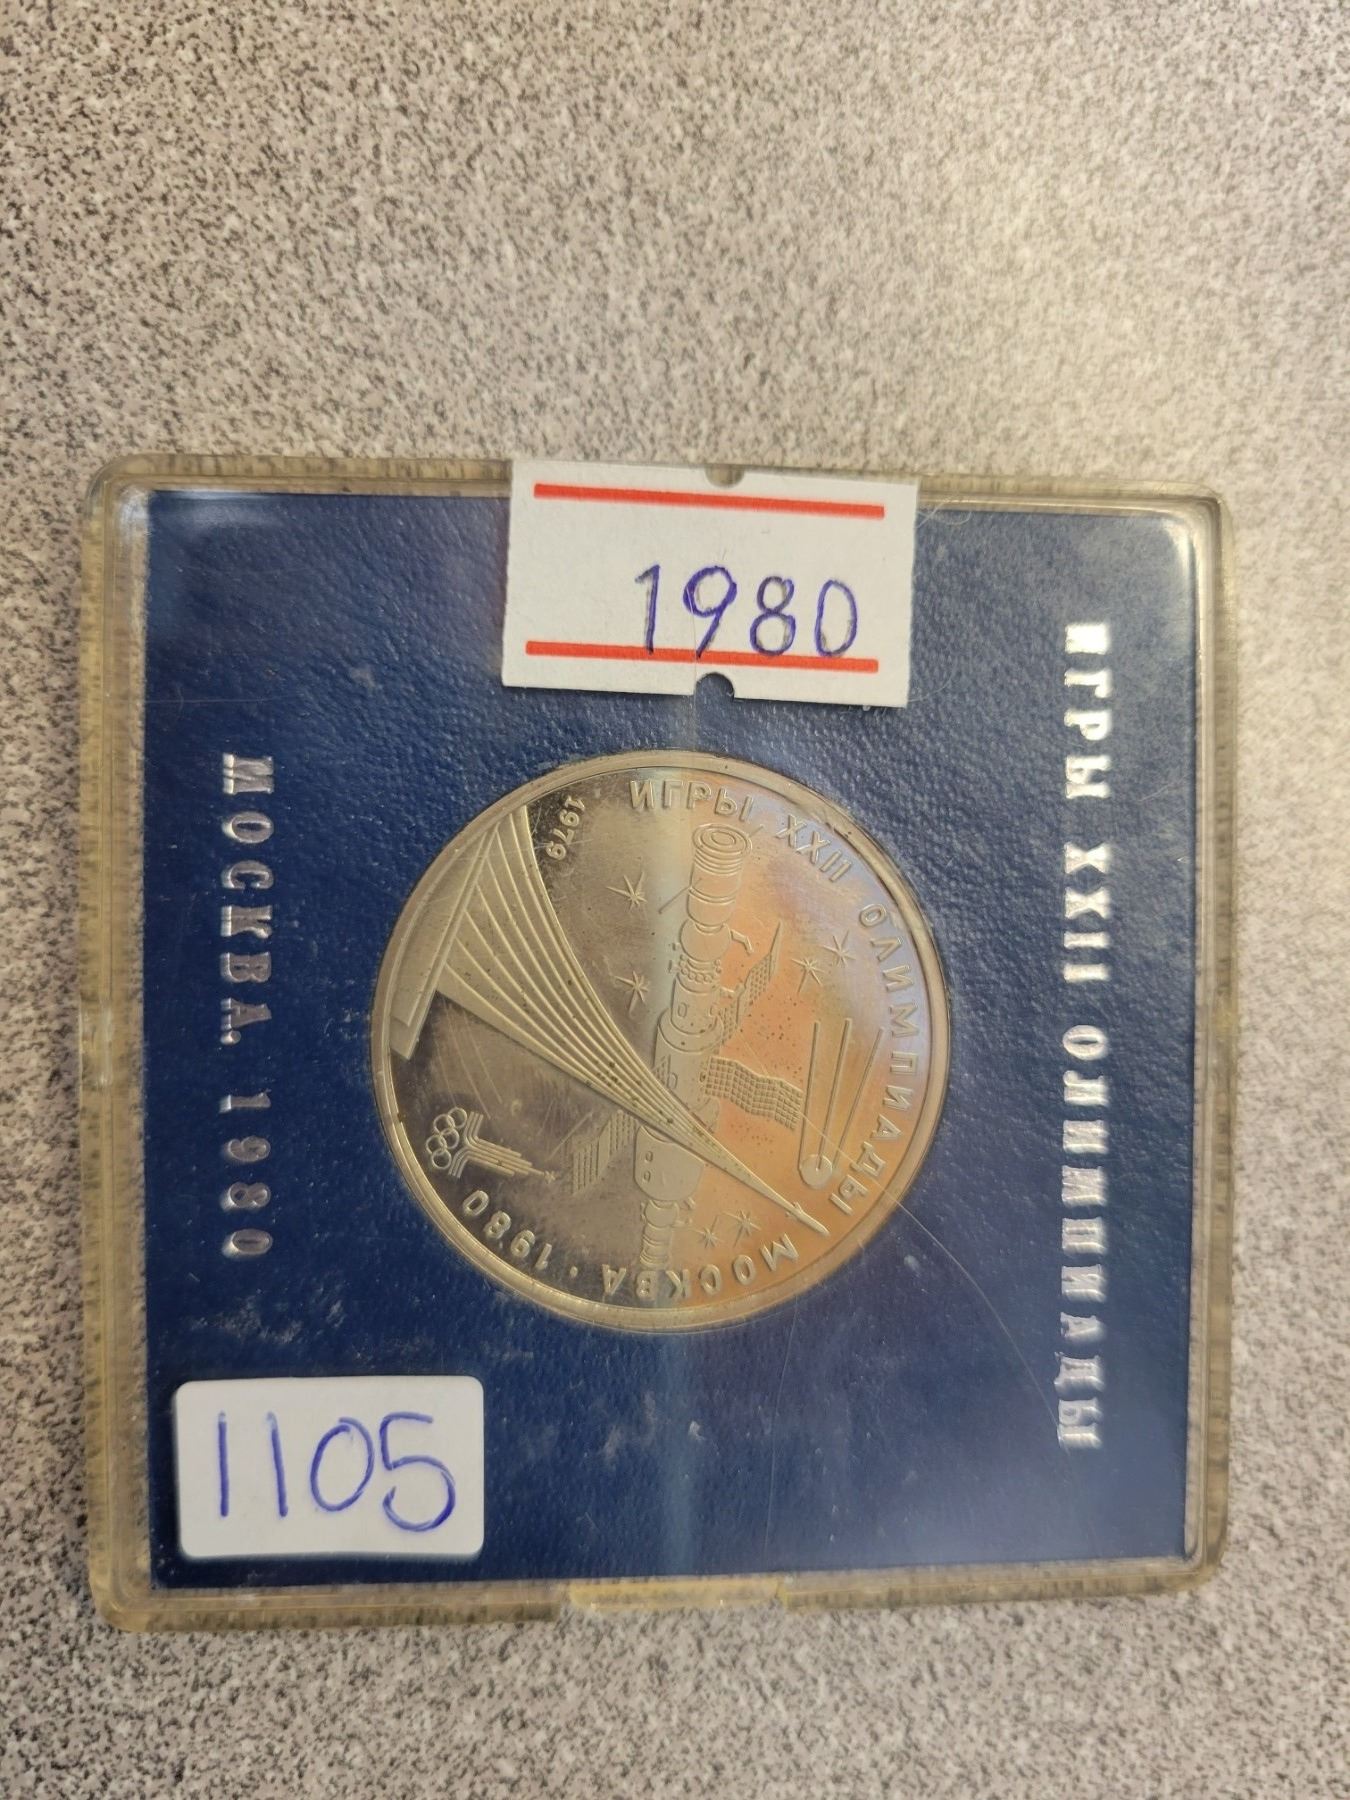 1980
ИГРЫ XXII ОЛИМПИАДЫ
ИГРЫ XXII ОЛИМПИАДЫ
МОСКВА · 1980
1979
МОСКВА. 1980
1105